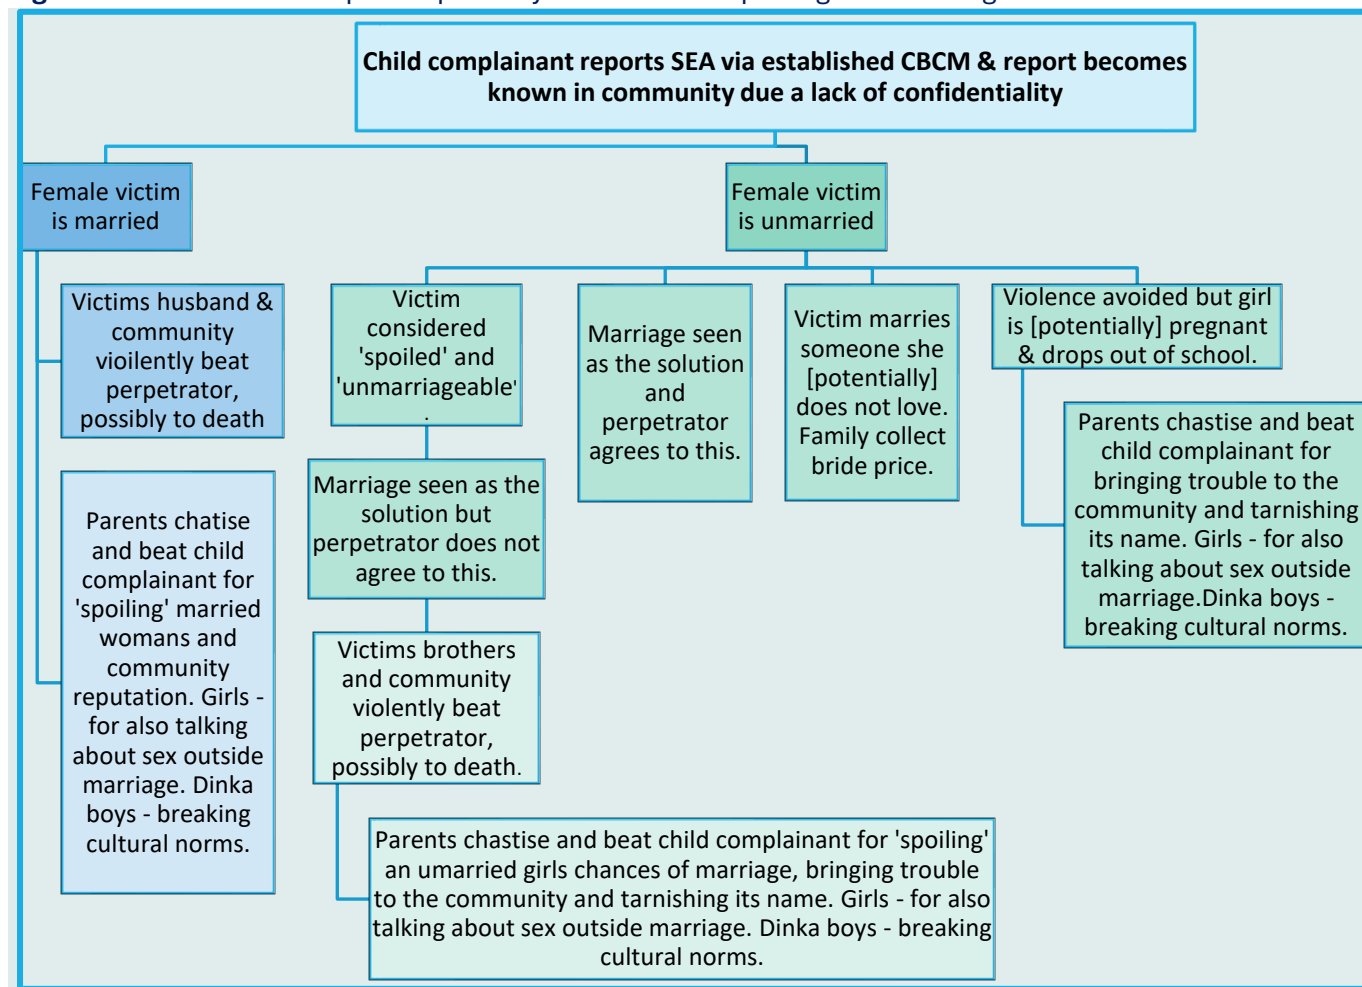 Child complainant reports SEA via established CBCM & report becomes
known in community due a lack of confidentiality
Female victim
is married
Female victim
is unmarried
Victims husband &
community
vioilently beat
perpetrator,
possibly to death
Parents chatise
and beat child
complainant for
'spoiling' married
womans and
community
reputation. Girls -
for also talking
about sex outside
marriage. Dinka
boys - breaking
cultural norms.
Victim
considered
'spoiled' and
'unmarriageable'
.
Marriage seen as the
solution but
perpetrator does not
agree to this.
Victims brothers
and community
violently beat
perpetrator,
possibly to death.
Parents chastise and beat child complainant for 'spoiling'
an umarried girls chances of marriage, bringing trouble
to the community and tarnishing its name. Girls - for also
talking about sex outside marriage. Dinka boys - breaking
cultural norms.
Marriage seen
as the solution
and
perpetrator
agrees to this.
Victim marries
someone she
[potentially]
does not love.
Family collect
bride price.
Violence avoided but girl
is [potentially] pregnant
& drops out of school.
Parents chastise and beat
child complainant for
bringing trouble to the
community and tarnishing
its name. Girls - for also
talking about sex outside
marriage.Dinka boys -
breaking cultural norms.